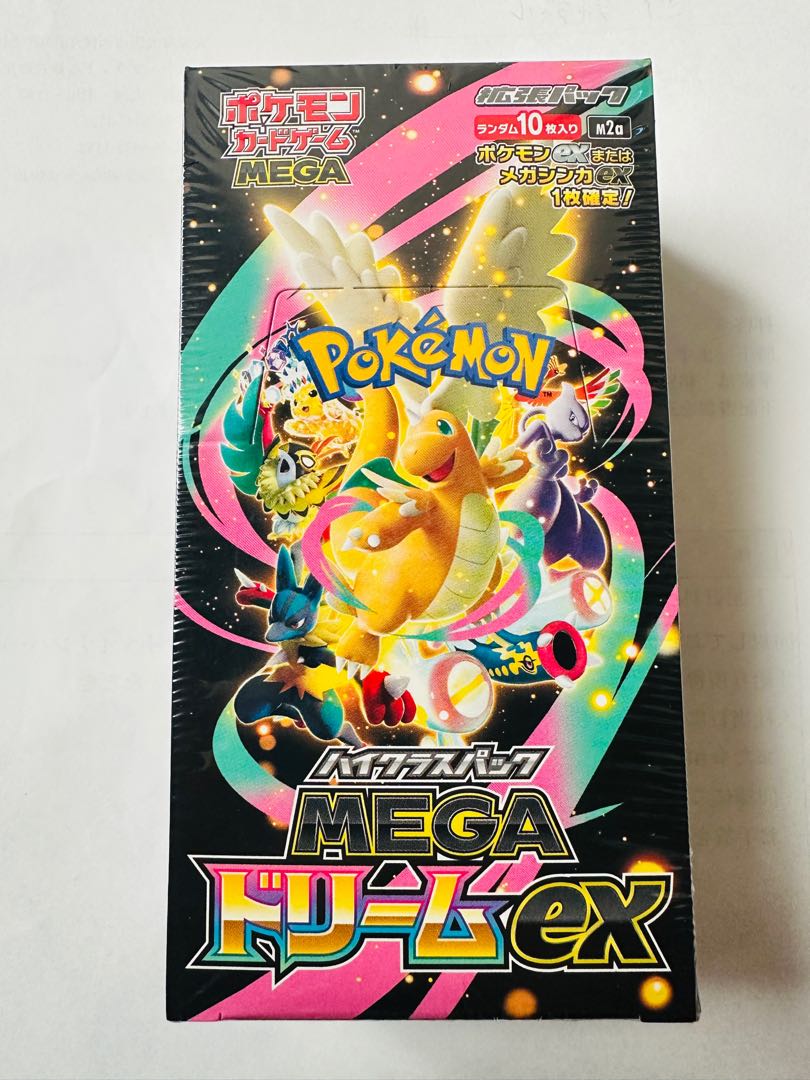 ポケモン
カードゲーム™
MEGA
拡張パック
ランダム10枚入り
M2a
ポケモンexまたは
メガシンカex
1枚確定!
POKéMON™
ハイクラスパック
MEGA
ドリームex